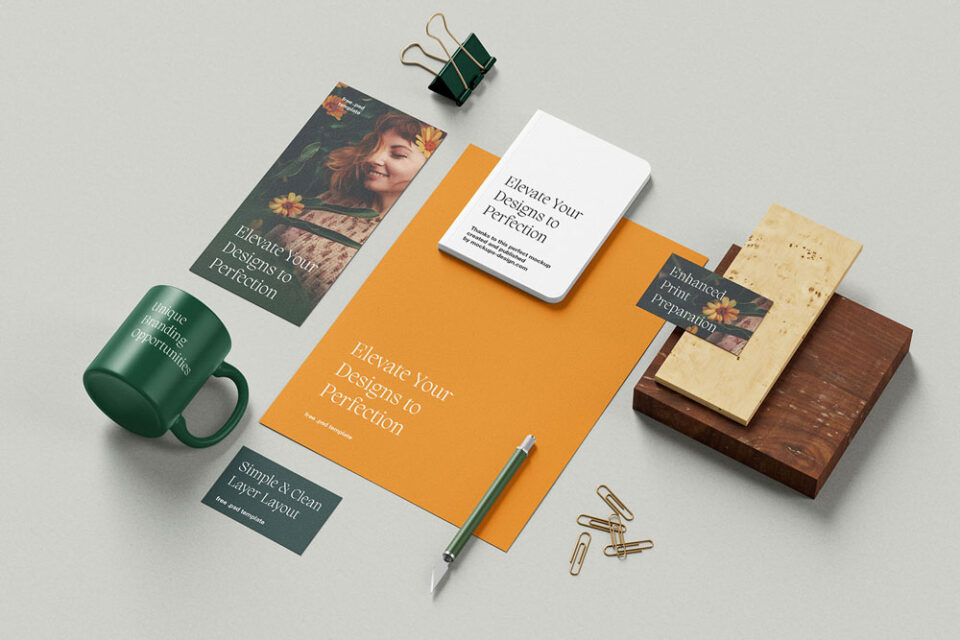 free .psd
template
Elevate Your
Designs to
Perfection
Elevate Your
Designs to
Perfection
Thanks to this perfect mockup
created and published
by mockups-design.com
Enhanced
Print
Preparation
Unique
branding
opportunities
Elevate Your
Designs to
Perfection
free .psd template
Simple & Clean
Layer Layout
free .psd template